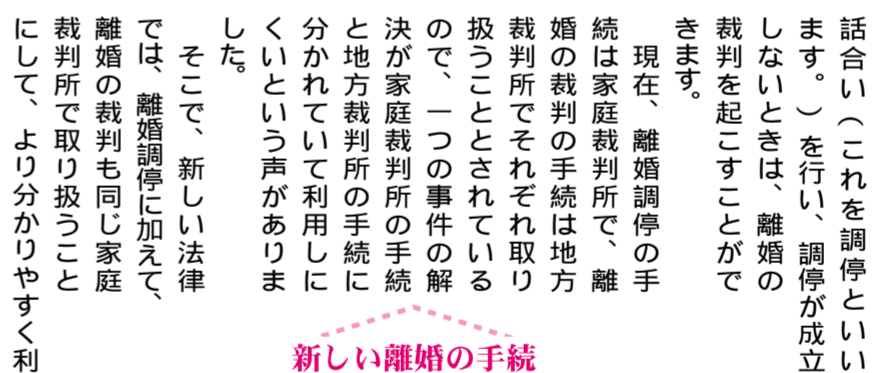 話合い（これを調停といい
ます。）を行い、調停が成立
しないときは、離婚の
裁判を起こすことがで
きます。
現在、離婚調停の手
続は家庭裁判所で、離
婚の裁判の手続は地方
裁判所でそれぞれ取り
扱うこととされている
ので、一つの事件の解
決が家庭裁判所の手続
と地方裁判所の手続に
分かれていて利用しに
くいという声がありま
した。
そこで、新しい法律
では、離婚調停に加えて、
離婚の裁判も同じ家庭
裁判所で取り扱うこと
にして、より分かりやすく利
新しい離婚の手続